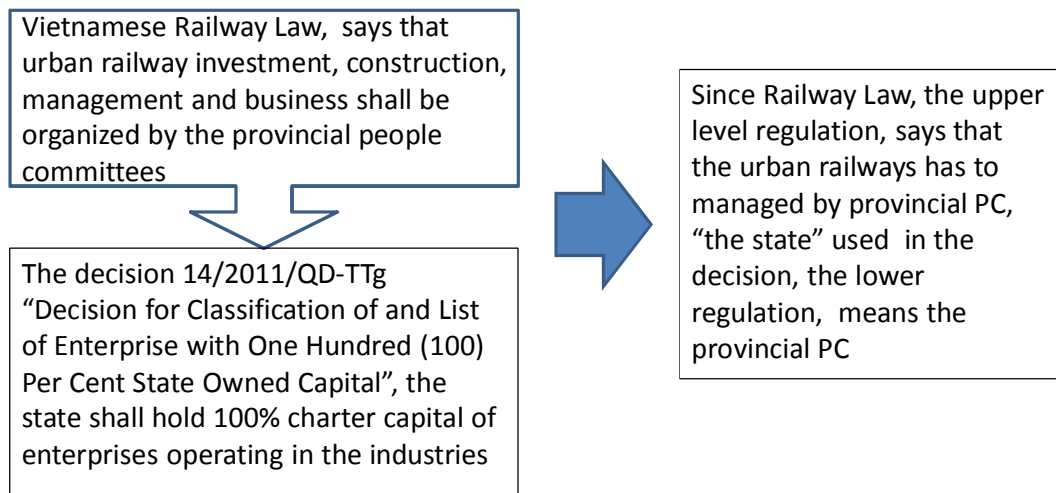 Vietnamese Railway Law,  says that
urban railway investment, construction,
management and business shall be
organized by the provincial people
committees
The decision 14/2011/QD-TTg
“Decision for Classification of and List
of Enterprise with One Hundred (100)
Per Cent State Owned Capital”, the
state shall hold 100% charter capital of
enterprises operating in the industries
Since Railway Law, the upper
level regulation, says that
the urban railways has to
managed by provincial PC,
“the state” used  in the
decision, the lower
regulation,  means the
provincial PC